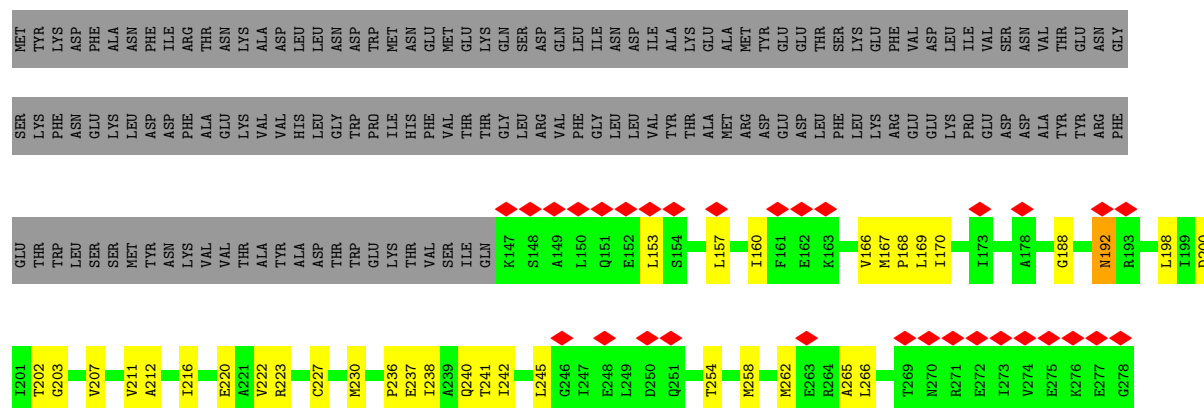 MET TYR LYS ASP PHE ALA ASN PHE ILE ARG THR ASN LYS ALA ASP LEU LEU ASN ASP TRP MET ASN GLU MET GLU LYS GLN SER ASP GLN LEU ILE ASN ASP ILE ALA LYS GLU ALA MET TYR GLU GLU THR SER LYS GLU PHE VAL ASP LEU ILE VAL SER ASN VAL THR GLU ASN GLY
SER LYS PHE ASN GLU LYS LEU ASP ASP PHE ALA GLU LYS VAL VAL HIS LEU GLY TRP PRO ILE HIS PHE VAL THR THR GLY LEU ARG VAL PHE GLY LEU LEU VAL TYR THR ALA MET ARG ASP GLU ASP LEU PHE LEU LYS ARG GLU GLU LYS PRO GLU ASP ASP ALA TYR TYR ARG PHE
GLU THR TRP LEU SER SER MET TYR ASN LYS VAL VAL THR ALA TYR ALA ASP THR TRP GLU LYS THR VAL SER ILE GLN K147 S148 A149 L150 Q151 E152 L153 S154 L157 I160 F161 E162 K163 V166 M167 P168 L169 I170 I173 A178 G188 N192 R193 L198 I199 D200
I201 T202 G203 V207 V211 A212 I216 E220 A221 V222 R223 C227 M230 P236 E237 I238 A239 Q240 T241 I242 L245 G246 I247 E248 L249 D250 Q251 T254 M258 M262 E263 R264 A265 L266 T269 N270 R271 E272 I273 V274 E275 K276 E277 G278